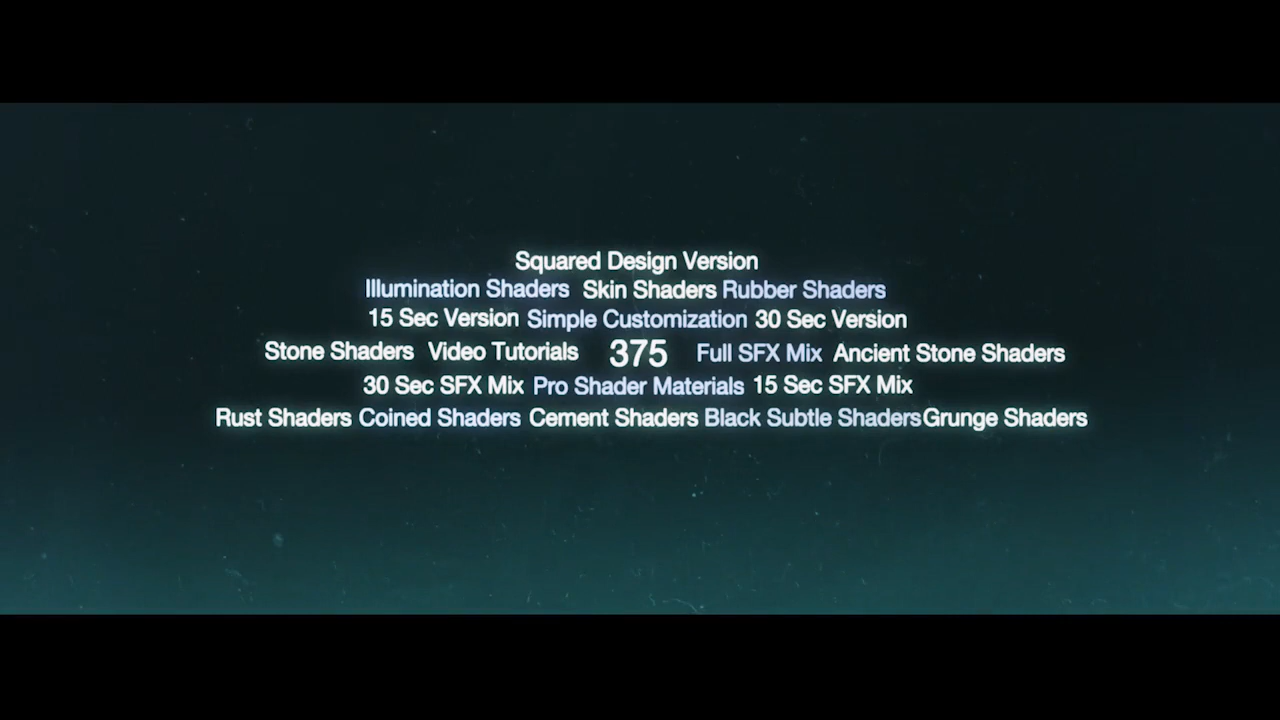 Squared Design Version
Illumination Shaders Skin Shaders Rubber Shaders
15 Sec Version Simple Customization 30 Sec Version
Stone Shaders Video Tutorials 375 Full SFX Mix Ancient Stone Shaders
30 Sec SFX Mix Pro Shader Materials 15 Sec SFX Mix
Rust Shaders Coined Shaders Cement Shaders Black Subtle Shaders Grunge Shaders